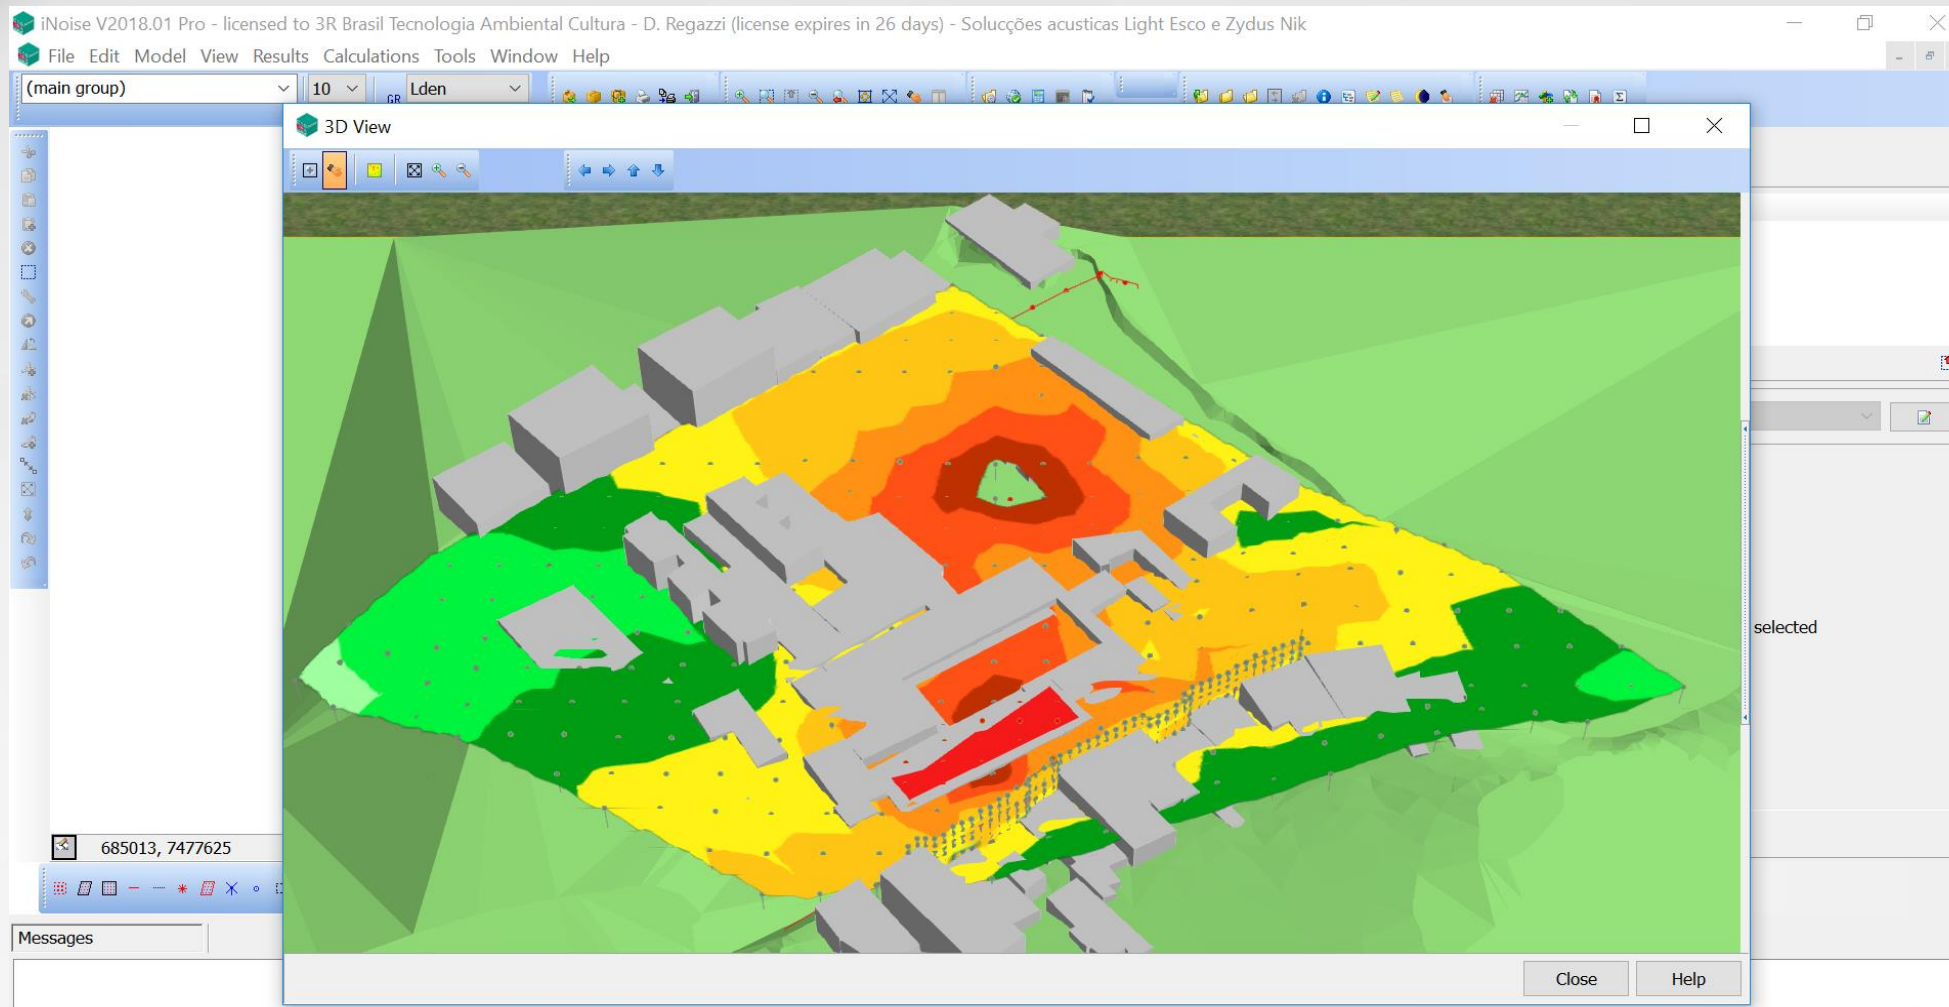 iNoise V2018.01 Pro - licensed to 3R Brasil Tecnologia Ambiental Cultura - D. Regazzi (license expires in 26 days) - Solucções acusticas Light Esco e Zydus Nik
File Edit Model View Results Calculations Tools Window Help
(main group) 10 GR Lden
3D View
selected
685013, 7477625
Messages
Close Help